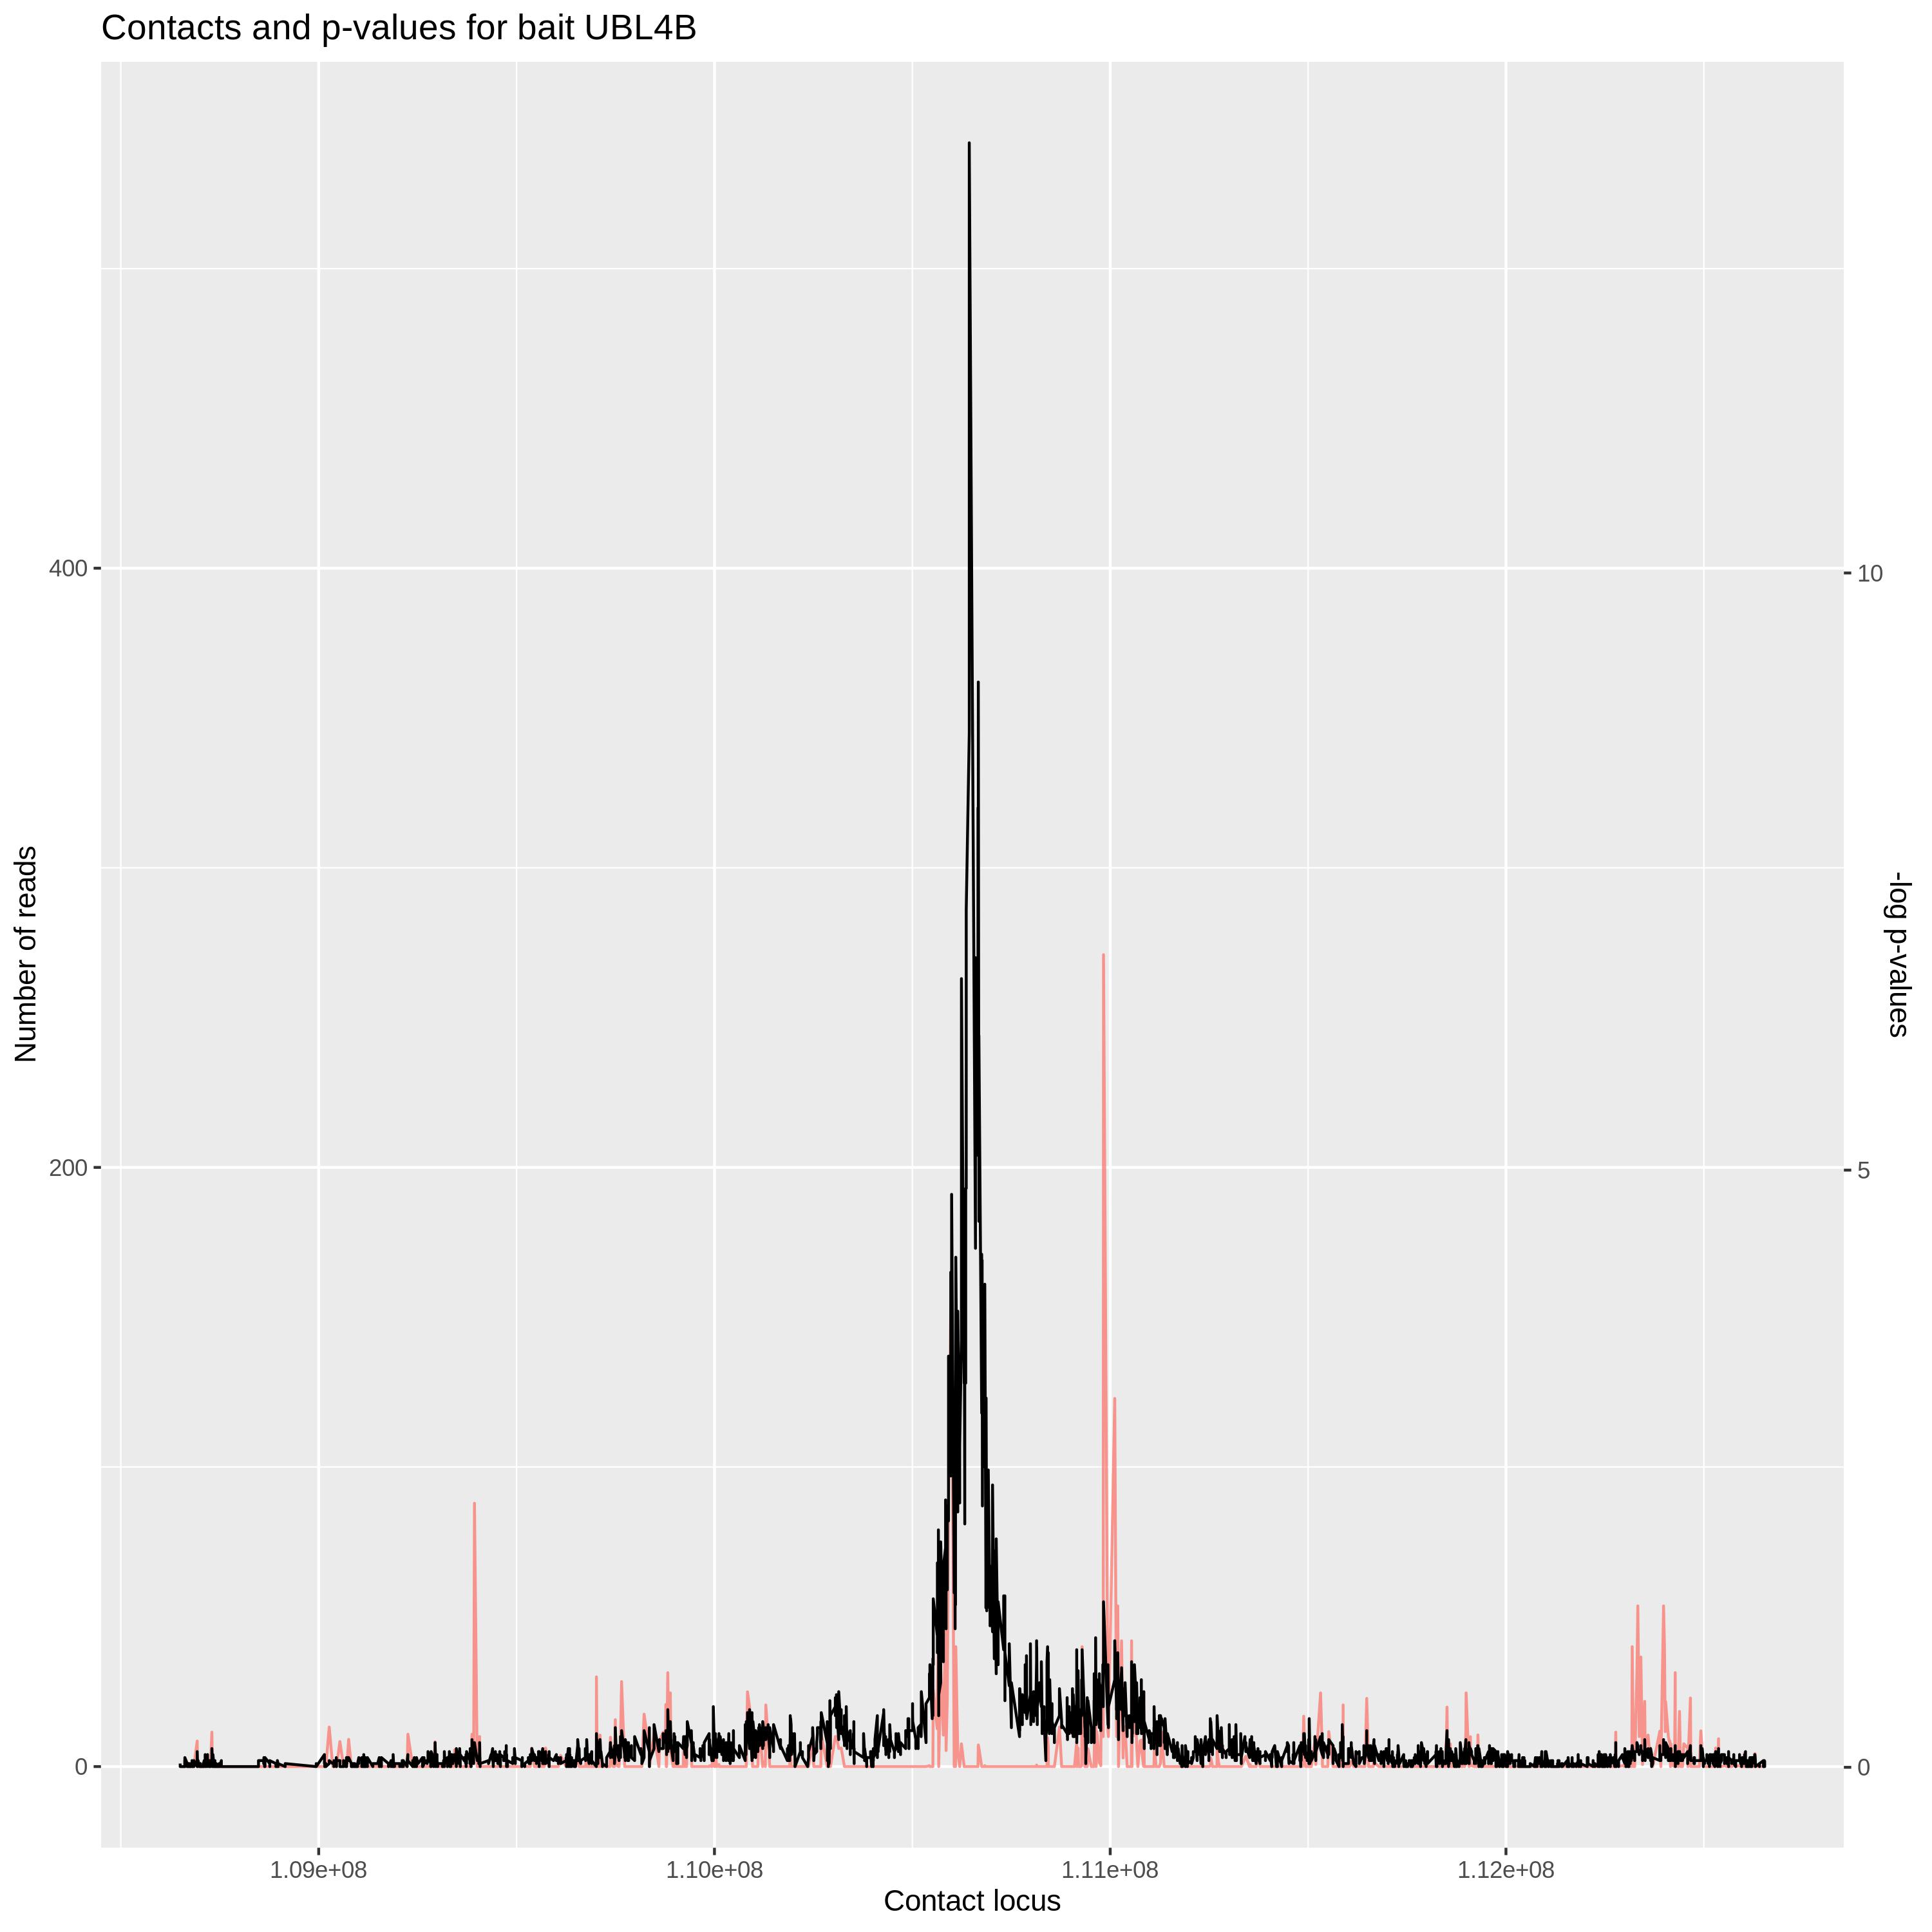 Contacts and p-values for bait UBL4B
Number of reads
400
200
0
10
5
0
-log p-values
1.09e+08
1.10e+08
1.11e+08
1.12e+08
Contact locus